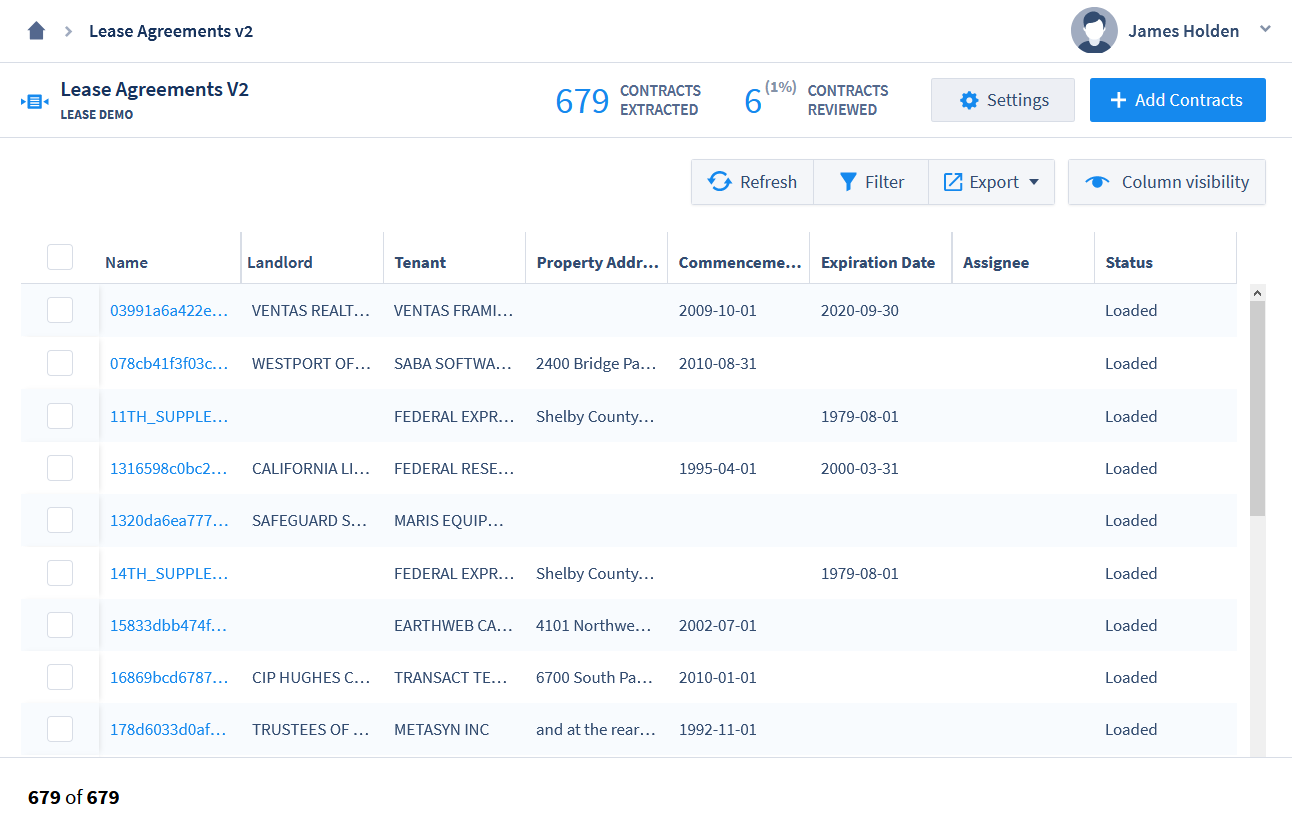 Lease Agreements v2
James Holden
Lease Agreements V2
LEASE DEMO
679 CONTRACTS EXTRACTED
6 (1%) CONTRACTS REVIEWED
Settings
Add Contracts
Refresh Filter Export Column visibility
Name Landlord Tenant Property Addr... Commenceme... Expiration Date Assignee Status
03991a6a422e... VENTAS REALT... VENTAS FRAMI... 2009-10-01 2020-09-30 Loaded
078cb41f3f03c... WESTPORT OF... SABA SOFTWA... 2400 Bridge Pa... 2010-08-31 Loaded
11TH_SUPPLE... FEDERAL EXPR... Shelby County... 1979-08-01 Loaded
1316598c0bc2... CALIFORNIA LI... FEDERAL RESE... 1995-04-01 2000-03-31 Loaded
1320da6ea777... SAFEGUARD S... MARIS EQUIP... Loaded
14TH_SUPPLE... FEDERAL EXPR... Shelby County... 1979-08-01 Loaded
15833dbb474f... EARTHWEB CA... 4101 Northwe... 2002-07-01 Loaded
16869bcd6787... CIP HUGHES C... TRANSACT TE... 6700 South Pa... 2010-01-01 Loaded
178d6033d0af... TRUSTEES OF ... METASYN INC and at the rear... 1992-11-01 Loaded
679 of 679